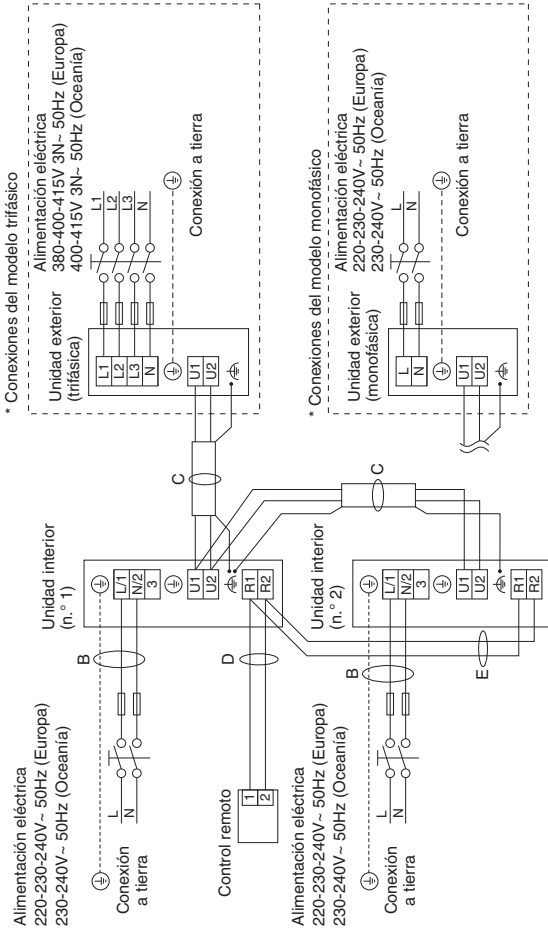 * Conexiones del modelo trifásico
Alimentación eléctrica
380-400-415V 3N~ 50Hz (Europa)
400-415V 3N~ 50Hz (Oceanía)
Unidad exterior
(trifásica)
L1
L2
L3
N
L1
L2
L3
N
Conexión a tierra
U1
U2
C
Unidad interior
(n.° 1)
Alimentación eléctrica
220-230-240V~ 50Hz (Europa)
230-240V~ 50Hz (Oceanía)
L
N
Conexión
a tierra
B
L/1
N/2
3
U1
U2
R1
R2
D
Control remoto
1
2
* Conexiones del modelo monofásico
Alimentación eléctrica
220-230-240V~ 50Hz (Europa)
230-240V~ 50Hz (Oceanía)
Unidad exterior
(monofásica)
L
N
L
N
Conexión a tierra
U1
U2
C
Unidad interior
(n.° 2)
Alimentación eléctrica
220-230-240V~ 50Hz (Europa)
230-240V~ 50Hz (Oceanía)
L
N
Conexión
a tierra
B
L/1
N/2
3
U1
U2
R1
R2
E